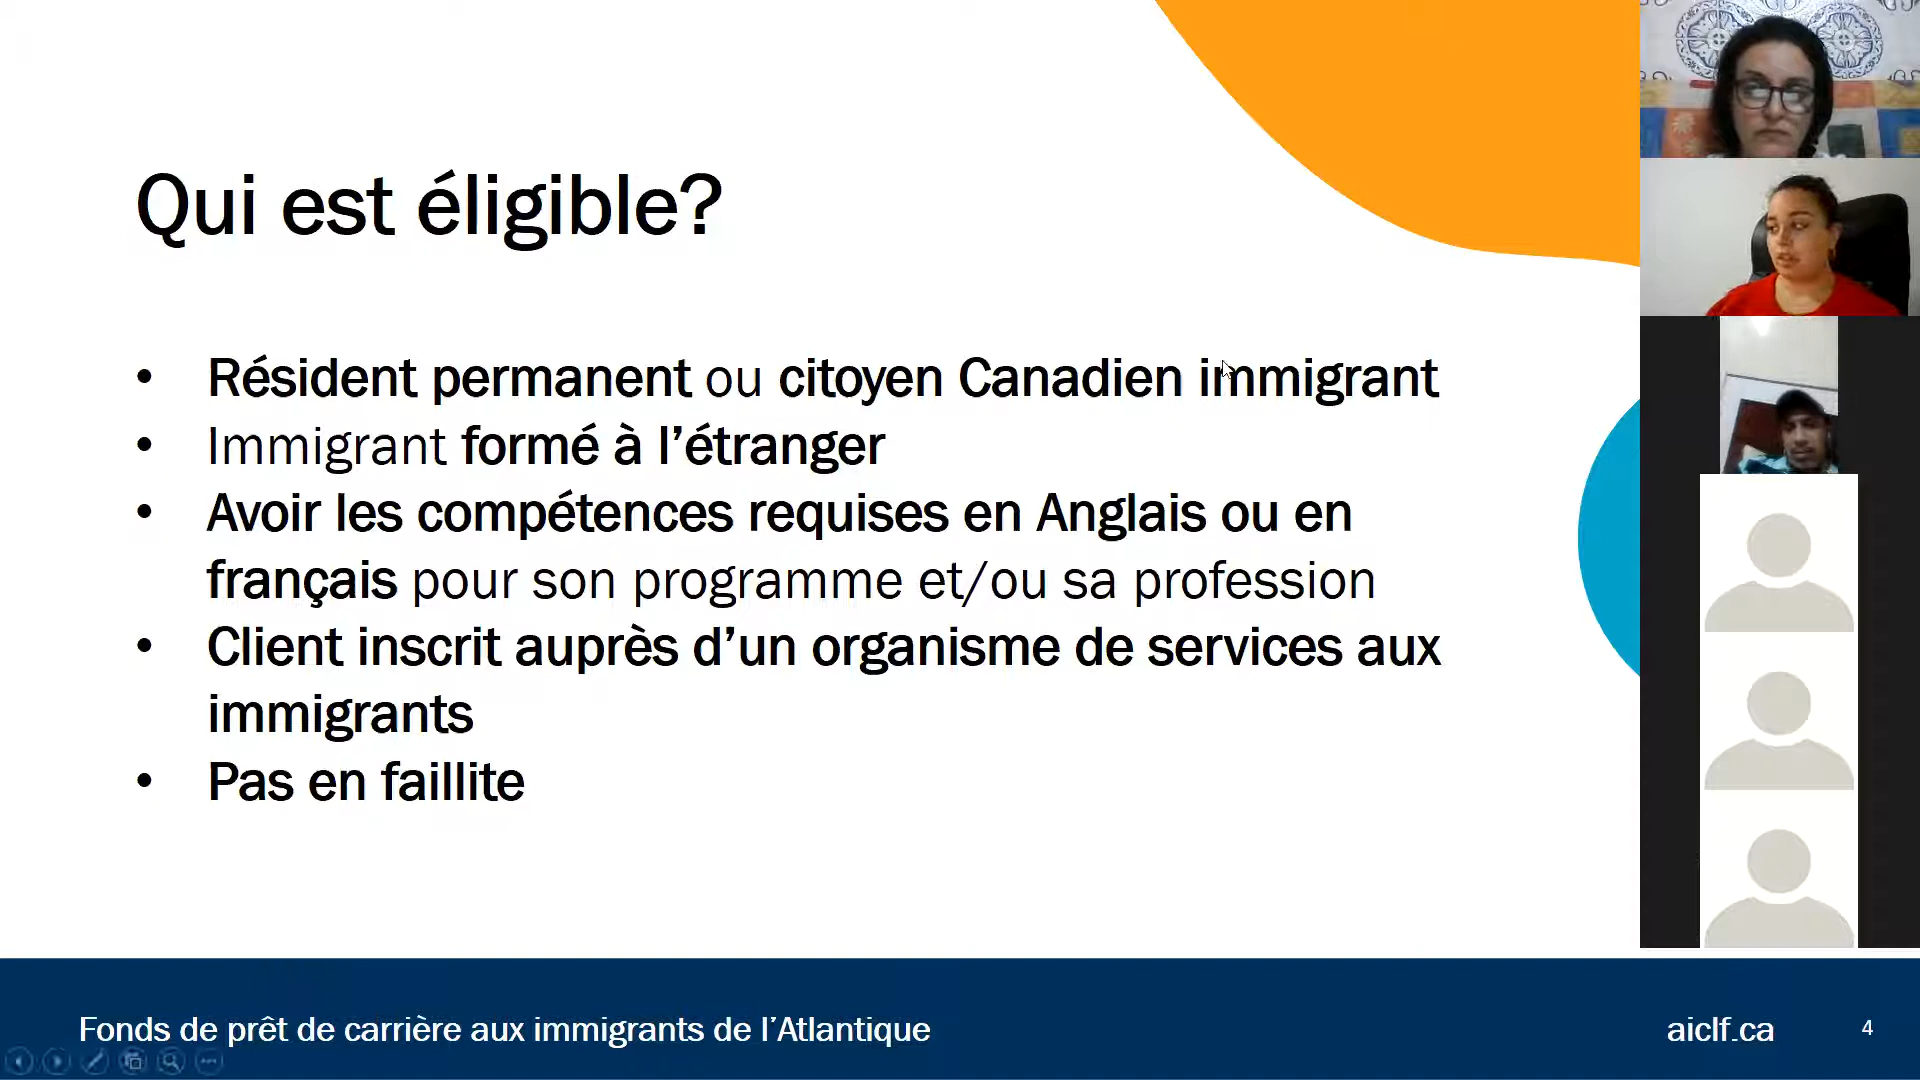 Qui est éligible?
• Résident permanent ou citoyen Canadien immigrant
• Immigrant formé à l’étranger
• Avoir les compétences requises en Anglais ou en
français pour son programme et/ou sa profession
• Client inscrit auprès d’un organisme de services aux
immigrants
• Pas en faillite
Fonds de prêt de carrière aux immigrants de l’Atlantique
aiclf.ca
4